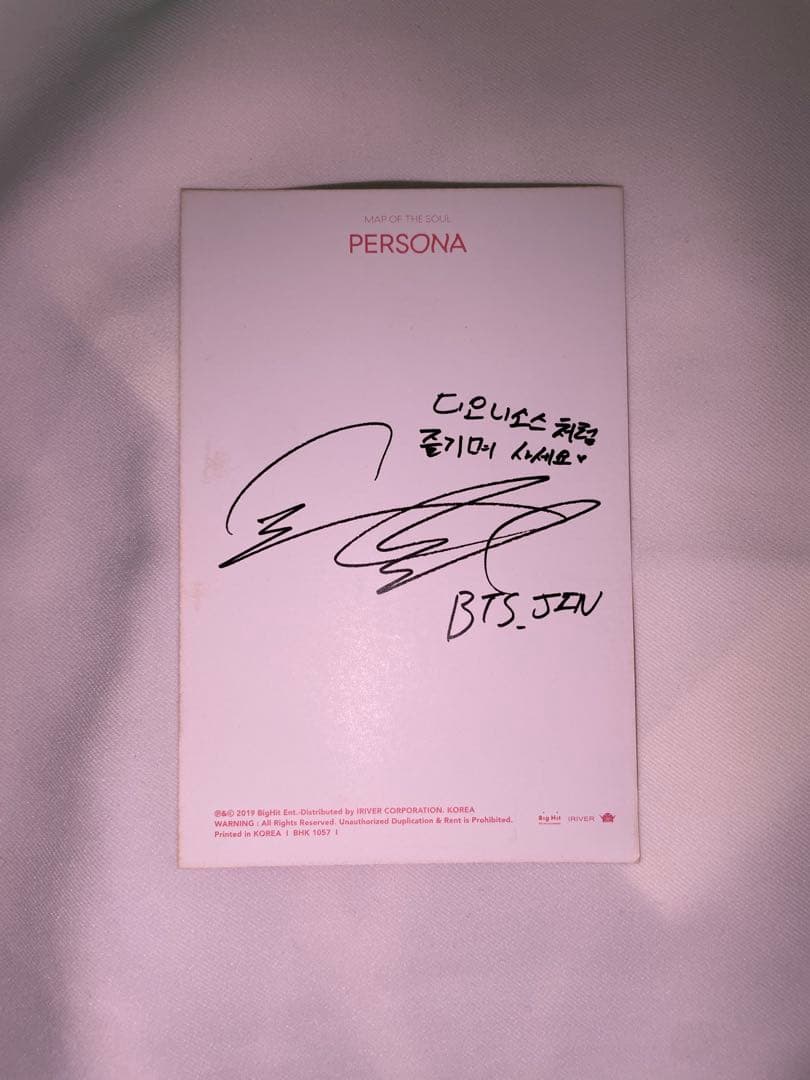 MAP OF THE SOUL
PERSONA
디오니소스처럼
즐기며 사세요♥
BTS_JIN
℗&© 2019 BigHit Ent.·Distributed by IRIVER CORPORATION. KOREA
WARNING : All Rights Reserved. Unauthorized Duplication & Rent is Prohibited.
Printed in KOREA I BHK 1057 I
Big Hit IRIVER